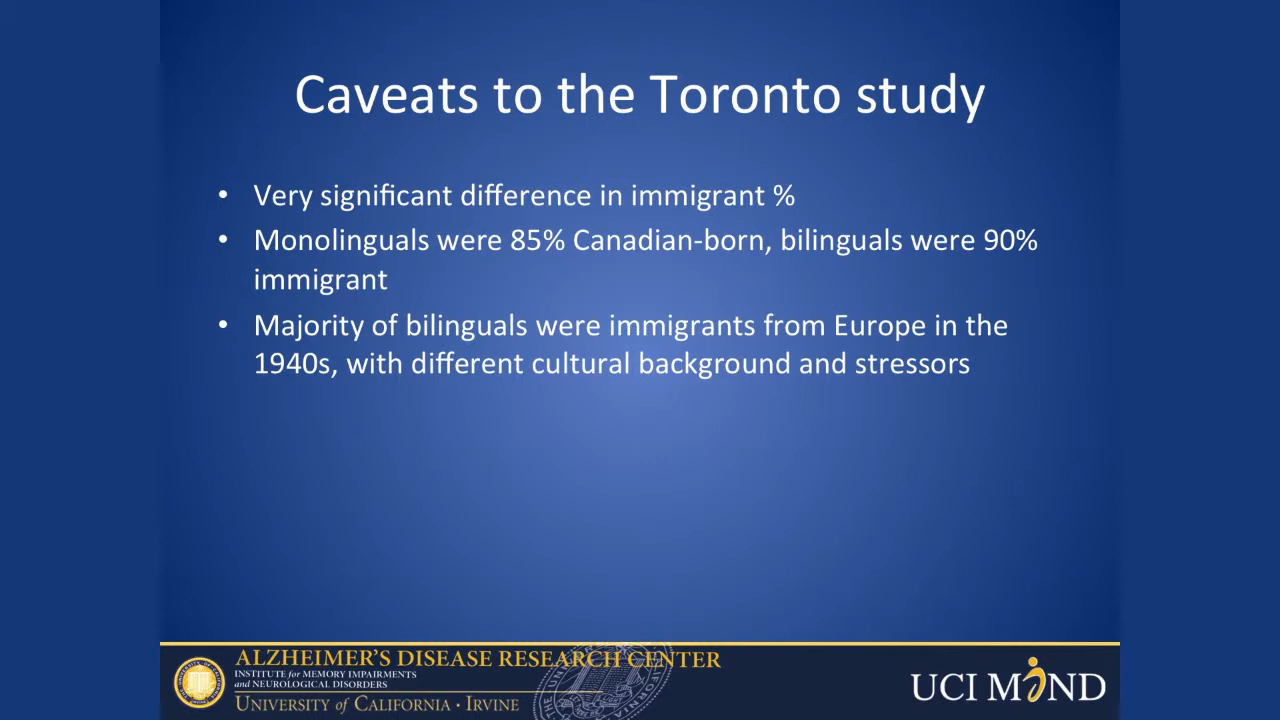 Caveats to the Toronto study
• Very significant difference in immigrant %
• Monolinguals were 85% Canadian-born, bilinguals were 90%
immigrant
• Majority of bilinguals were immigrants from Europe in the
1940s, with different cultural background and stressors
ALZHEIMER'S DISEASE RESEARCH CENTER
INSTITUTE for MEMORY IMPAIRMENTS
and NEUROLOGICAL DISORDERS
UNIVERSITY of CALIFORNIA · IRVINE
UCI MIND